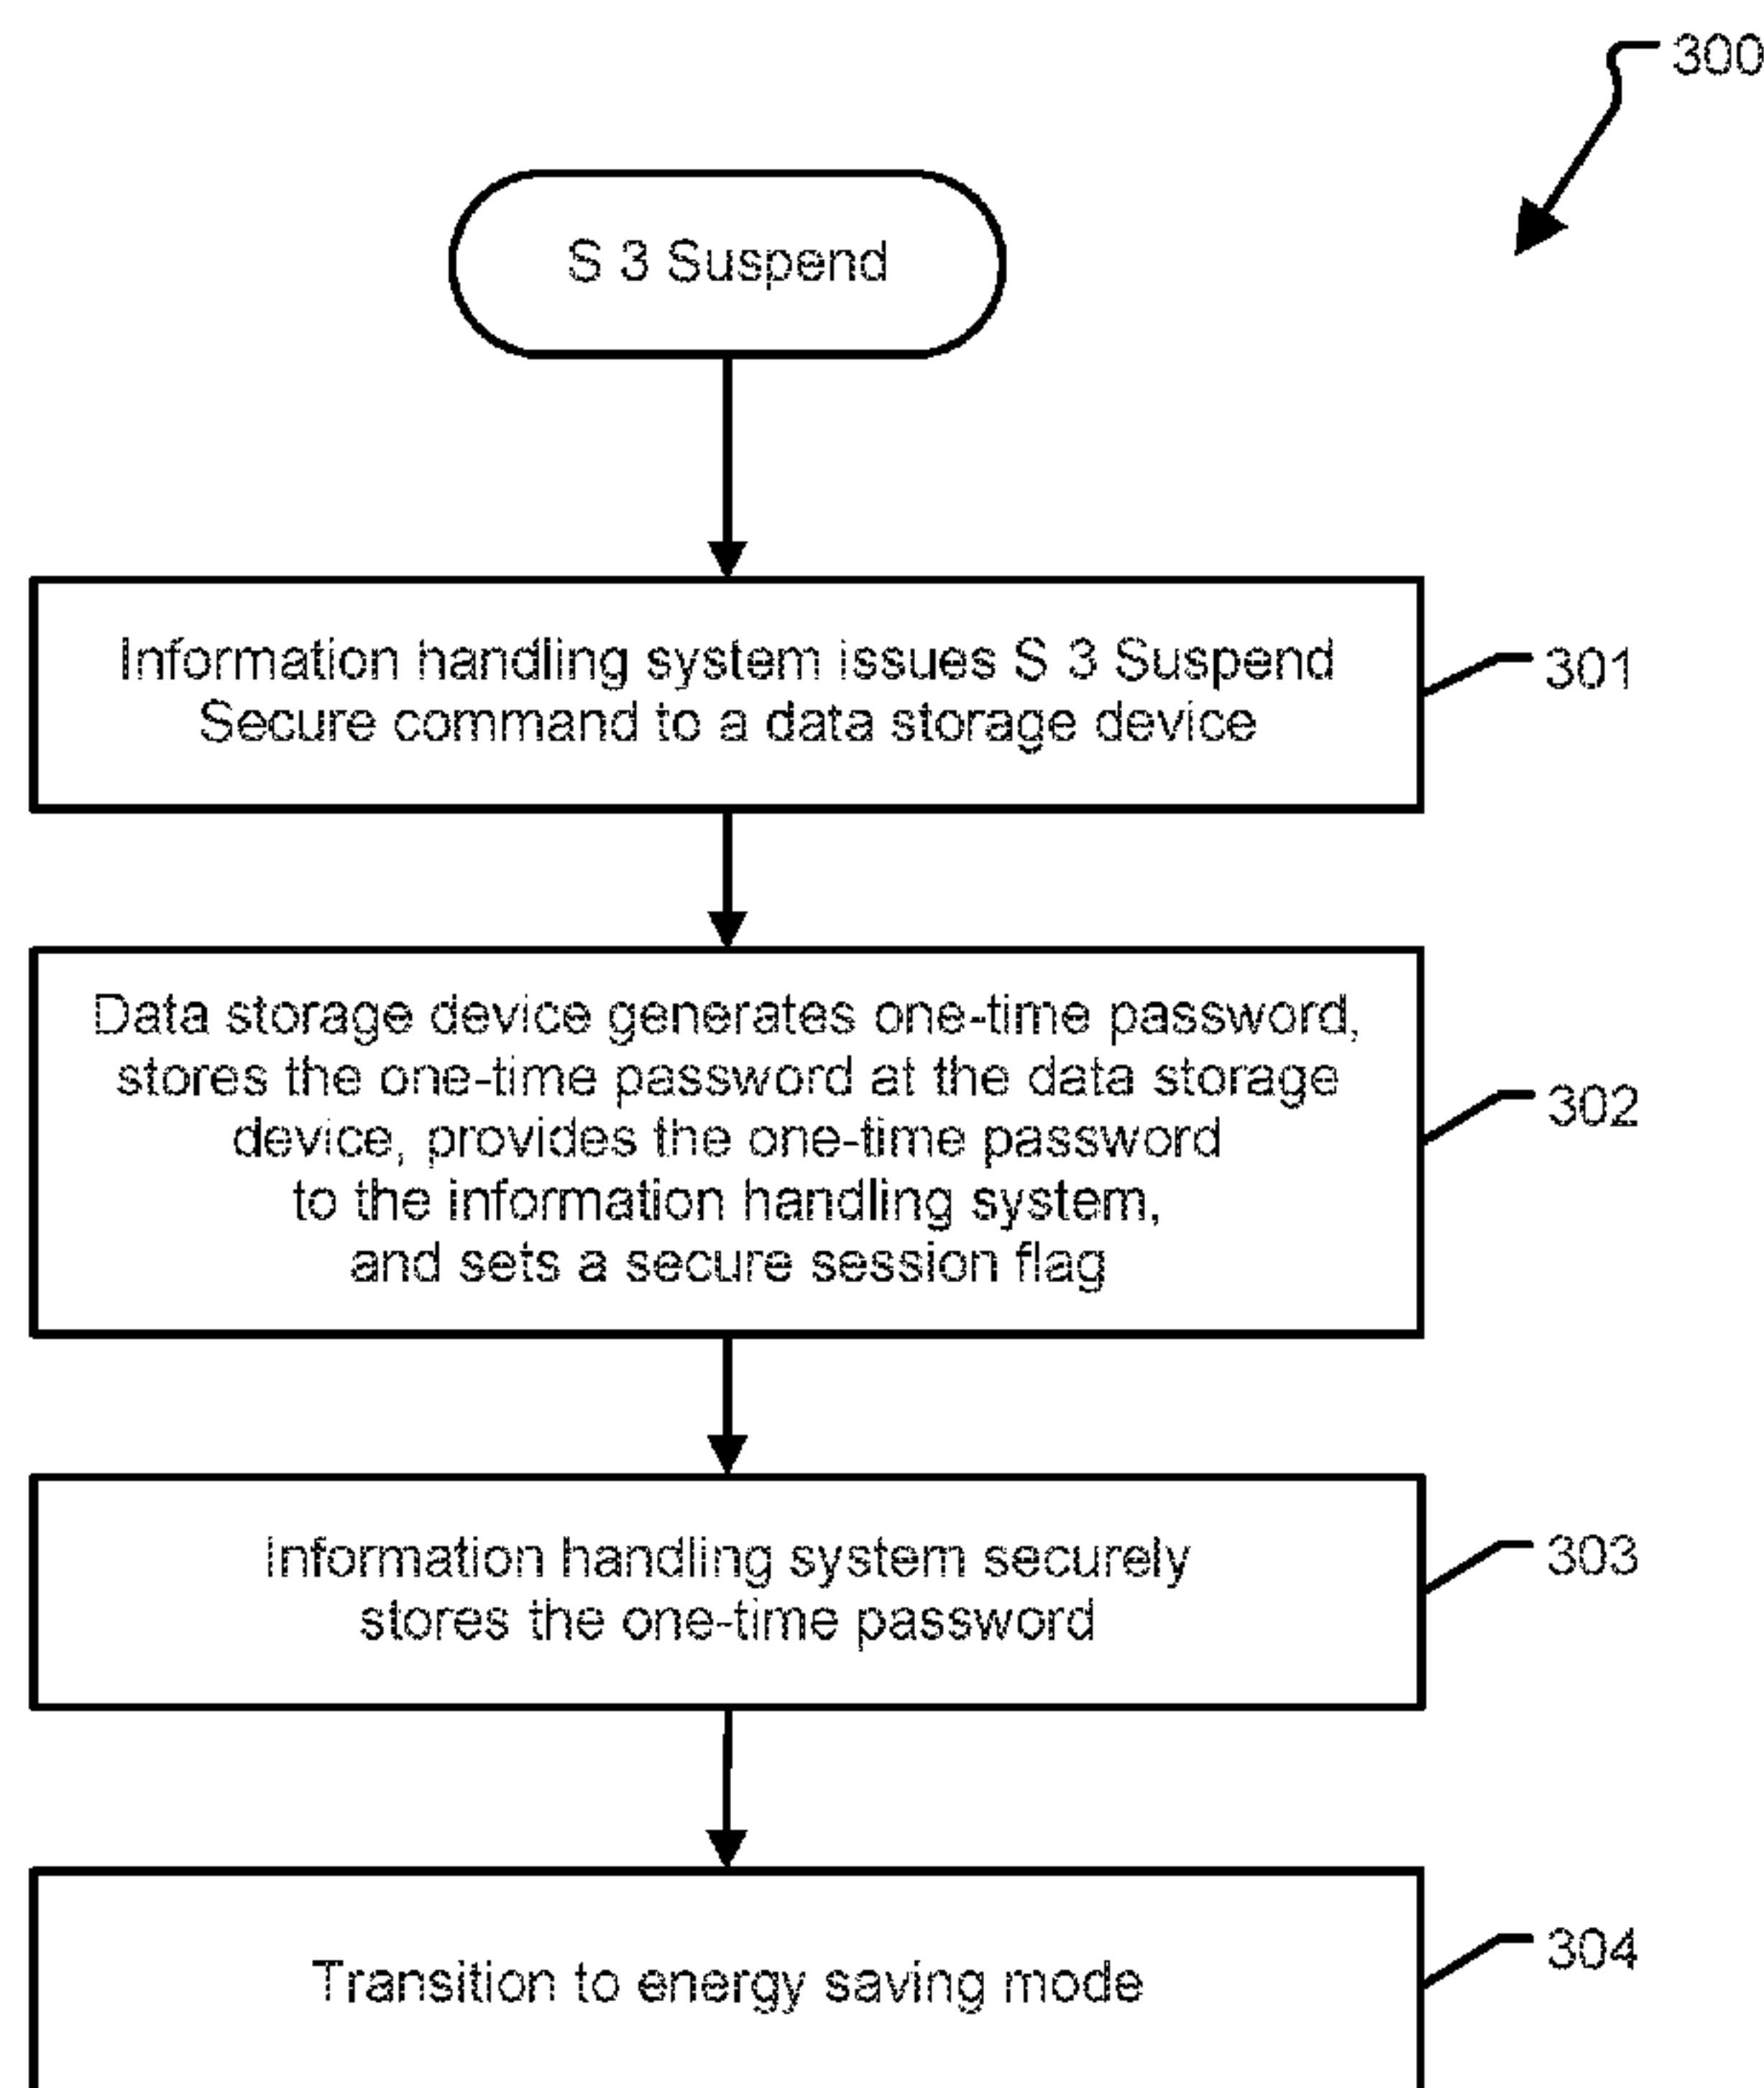 300
S 3 Suspend
Information handling system issues S 3 Suspend
Secure command to a data storage device
301
Data storage device generates one-time password,
stores the one-time password at the data storage
device, provides the one-time password
to the information handling system,
and sets a secure session flag
302
Information handling system securely
stores the one-time password
303
Transition to energy saving mode
304